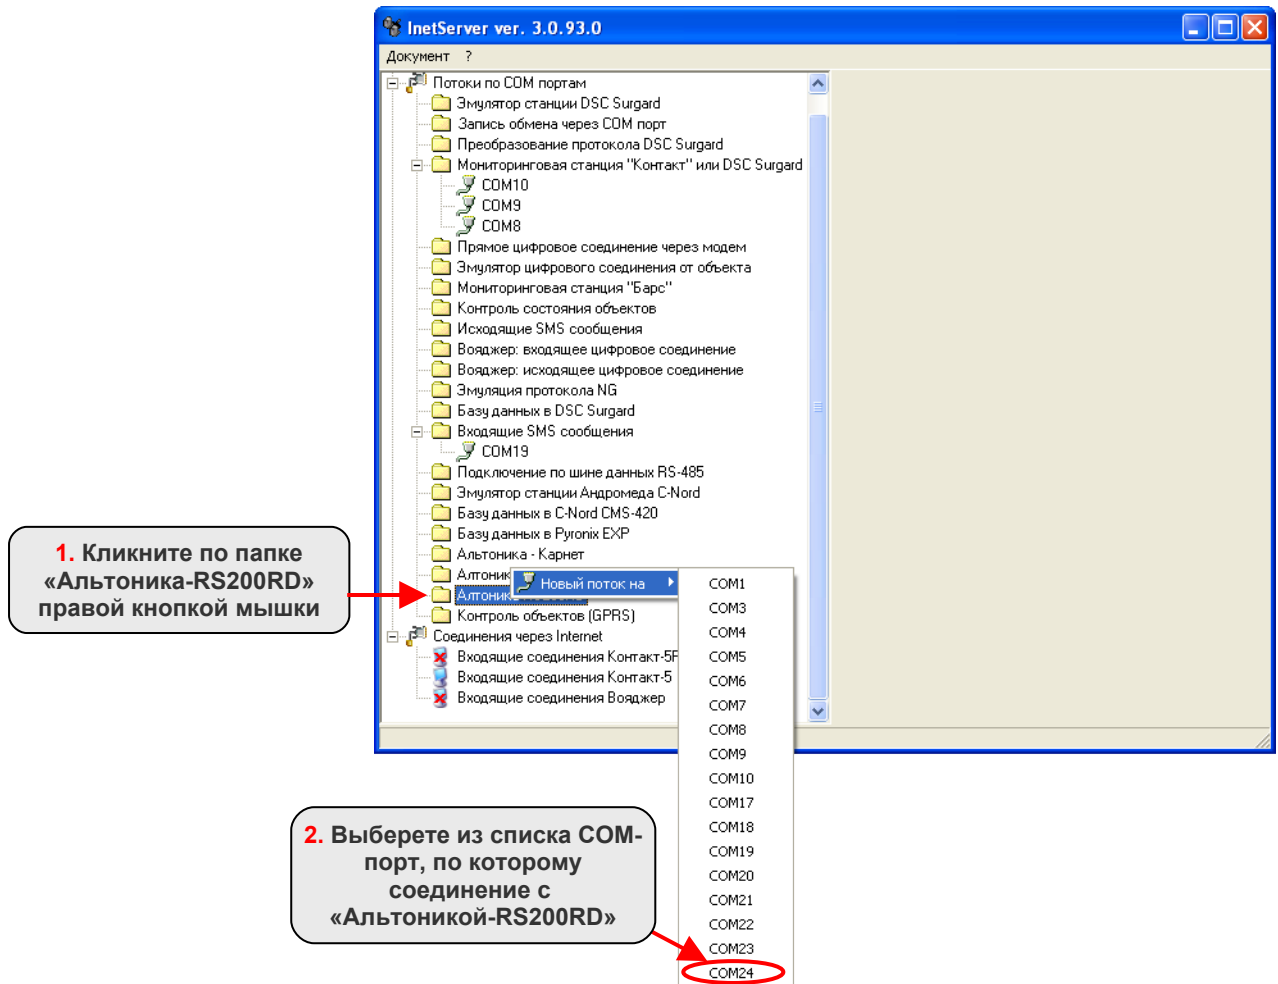 InetServer ver. 3.0.93.0
Документ ?
Потоки по COM портам
Эмулятор станции DSC Surgard
Запись обмена через COM порт
Преобразование протокола DSC Surgard
Мониторинговая станция "Контакт" или DSC Surgard
COM10
COM9
COM8
Прямое цифровое соединение через модем
Эмулятор цифрового соединения от объекта
Мониторинговая станция "Барс"
Контроль состояния объектов
Исходящие SMS сообщения
Вояджер: входящее цифровое соединение
Вояджер: исходящее цифровое соединение
Эмуляция протокола NG
Базу данных в DSC Surgard
Входящие SMS сообщения
COM19
Подключение по шине данных RS-485
Эмулятор станции Андромеда C-Nord
Базу данных в C-Nord CMS-420
Базу данных в Pyronix EXP
Альтоника - Карнет
Алтоник
Алтоник
Контроль объектов (GPRS)
Соединения через Internet
Входящие соединения Контакт-5
Входящие соединения Контакт-5
Входящие соединения Вояджер
Новый поток на
COM1
COM3
COM4
COM5
COM6
COM7
COM8
COM9
COM10
COM17
COM18
COM19
COM20
COM21
COM22
COM23
COM24
1. Кликните по папке
«Альтоника-RS200RD»
правой кнопкой мышки
2. Выберете из списка COM-
порт, по которому
соединение с
«Альтоникой-RS200RD»